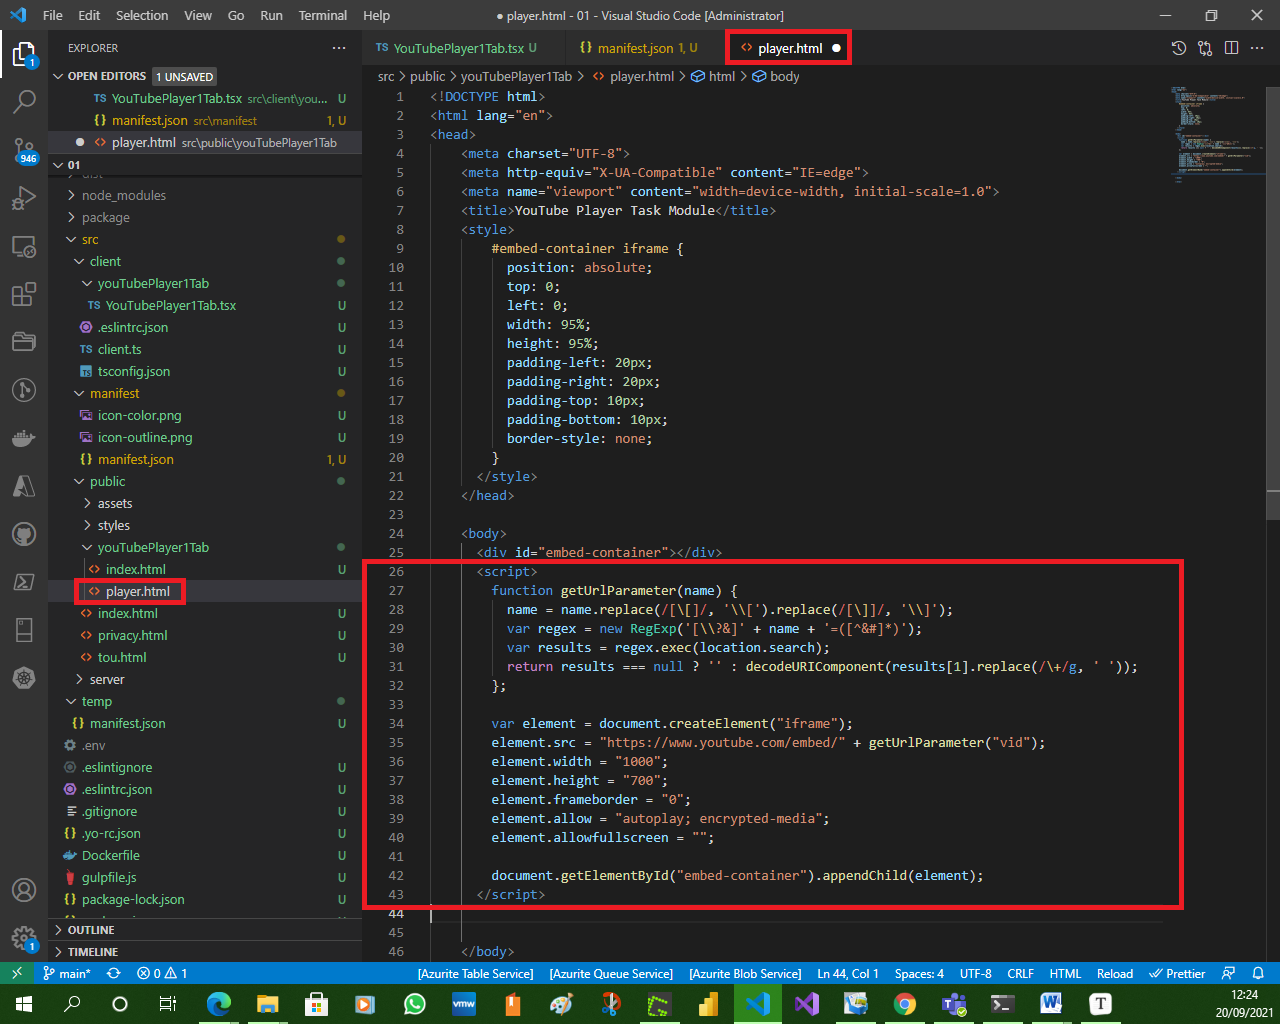 File Edit Selection View Go Run Terminal Help
● player.html - 01 - Visual Studio Code [Administrator]
EXPLORER
OPEN EDITORS 1 UNSAVED
TS YouTubePlayer1Tab.tsx src\client\you... U
{} manifest.json src\manifest 1, U
● <> player.html src\public\youTubePlayer1Tab
01
node_modules
package
src
client
youTubePlayer1Tab
TS YouTubePlayer1Tab.tsx U
.eslintrc.json U
TS client.ts U
TS tsconfig.json U
manifest
icon-color.png U
icon-outline.png U
{} manifest.json 1, U
public
assets
styles
youTubePlayer1Tab
<> index.html U
<> player.html
<> index.html U
<> privacy.html U
<> tou.html U
server
temp
{} manifest.json U
.env
.eslintignore U
.eslintrc.json U
.gitignore U
{} .yo-rc.json U
Dockerfile U
gulpfile.js U
{} package-lock.json U
OUTLINE
TIMELINE
1
946
1
TS YouTubePlayer1Tab.tsx U
{} manifest.json 1, U
<> player.html ●
src > public > youTubePlayer1Tab > <> player.html > html > body
1 <!DOCTYPE html>
2 <html lang="en">
3 <head>
4 <meta charset="UTF-8">
5 <meta http-equiv="X-UA-Compatible" content="IE=edge">
6 <meta name="viewport" content="width=device-width, initial-scale=1.0">
7 <title>YouTube Player Task Module</title>
8 <style>
9 #embed-container iframe {
10 position: absolute;
11 top: 0;
12 left: 0;
13 width: 95%;
14 height: 95%;
15 padding-left: 20px;
16 padding-right: 20px;
17 padding-top: 10px;
18 padding-bottom: 10px;
19 border-style: none;
20 }
21 </style>
22 </head>
23
24 <body>
25 <div id="embed-container"></div>
26 <script>
27 function getUrlParameter(name) {
28 name = name.replace(/[\[]/, '\\[').replace(/[\]]/, '\\]');
29 var regex = new RegExp('[\\?&]' + name + '=([^&#]*)');
30 var results = regex.exec(location.search);
31 return results === null ? '' : decodeURIComponent(results[1].replace(/\+/g, ' '));
32 };
33
34 var element = document.createElement("iframe");
35 element.src = "https://www.youtube.com/embed/" + getUrlParameter("vid");
36 element.width = "1000";
37 element.height = "700";
38 element.frameborder = "0";
39 element.allow = "autoplay; encrypted-media";
40 element.allowfullscreen = "";
41
42 document.getElementById("embed-container").appendChild(element);
43 </script>
44
45
46 </body>
main* 0 1 [Azurite Table Service] [Azurite Queue Service] [Azurite Blob Service] Ln 44, Col 1 Spaces: 4 UTF-8 CRLF HTML Reload Prettier
vmw
T
12:24
20/09/2021